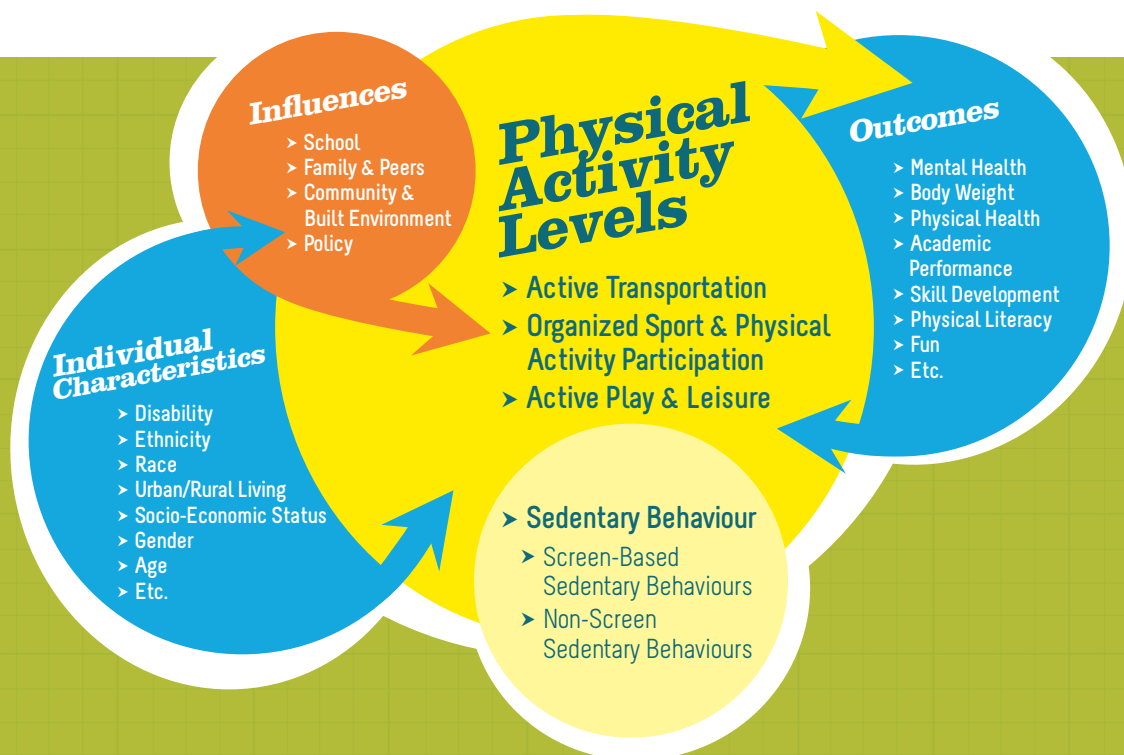 Influences
➤ School
➤ Family & Peers
➤ Community &
Built Environment
➤ Policy
Individual
Characteristics
➤ Disability
➤ Ethnicity
➤ Race
➤ Urban/Rural Living
➤ Socio-Economic Status
➤ Gender
➤ Age
➤ Etc.
Physical
Activity
Levels
➤ Active Transportation
➤ Organized Sport & Physical
Activity Participation
➤ Active Play & Leisure
➤ Sedentary Behaviour
➤ Screen-Based
Sedentary Behaviours
➤ Non-Screen
Sedentary Behaviours
Outcomes
➤ Mental Health
➤ Body Weight
➤ Physical Health
➤ Academic
Performance
➤ Skill Development
➤ Physical Literacy
➤ Fun
➤ Etc.